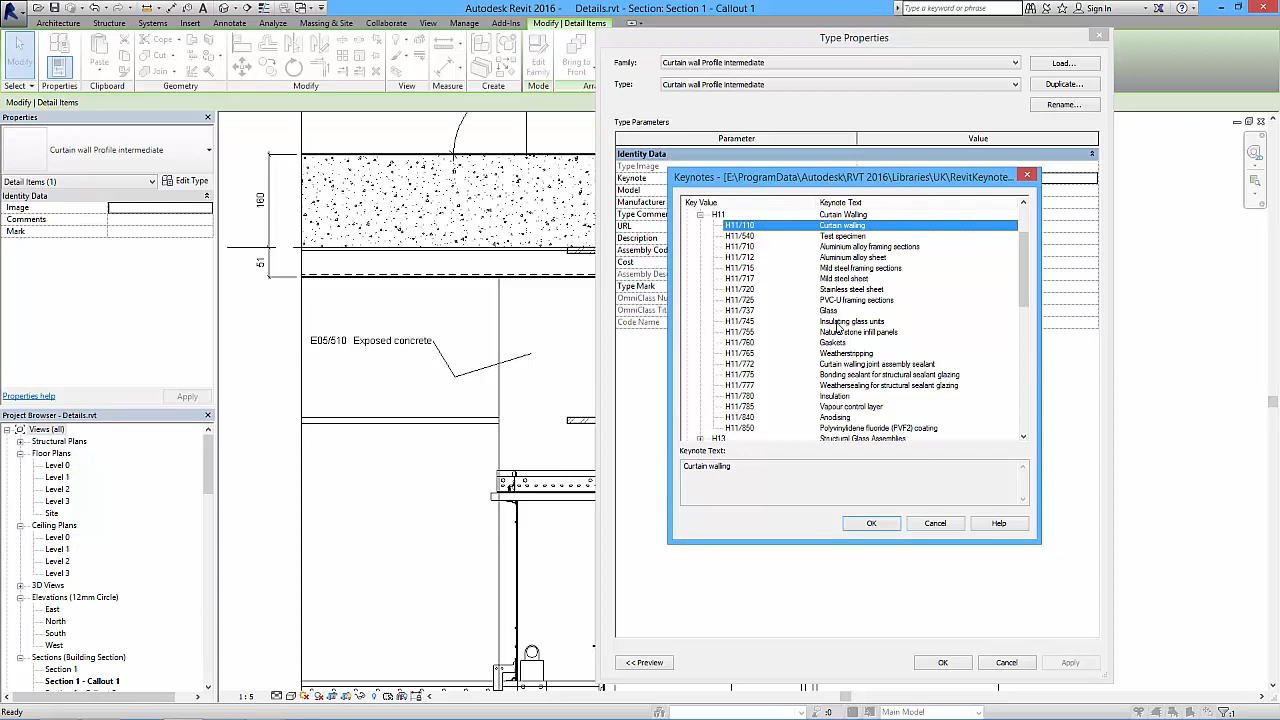 Autodesk Revit 2016 - Details.rvt - Section: Section 1 - Callout 1
Type a keyword or phrase
Sign In
Architecture Structure Systems Insert Annotate Analyze Massing & Site Collaborate View Manage Add-Ins Modify | Detail Items
Modify
Paste
Cope
Cut
Join
Edit Family
Bring to Front
Select Properties Clipboard Geometry Modify View Measure Create Mode Arr
Modify | Detail Items
Properties
Curtain wall Profile intermediate
Detail Items (1) Edit Type
Identity Data
Image
Comments
Mark
Properties help Apply
Project Browser - Details.rvt
Views (all)
Structural Plans
Floor Plans
Level 0
Level 1
Level 2
Level 3
Site
Ceiling Plans
Level 0
Level 1
Level 2
Level 3
3D Views
Elevations (12mm Circle)
East
North
South
West
Sections (Building Section)
Section 1
Section 1 - Callout 1
160
51
E05/510 Exposed concrete
1 : 5
Type Properties
Family: Curtain wall Profile intermediate Load...
Type: Curtain wall Profile intermediate Duplicate...
Rename...
Type Parameters
Parameter Value
Identity Data
Type Image
Keynote
Model
Manufacturer
Type Comme
URL
Description
Assembly Cod
Cost
Assembly Des
Type Mark
OmniClass Nu
OmniClass Tit
Code Name
<< Preview OK Cancel Apply
Keynotes - [E:\ProgramData\Autodesk\RVT 2016\Libraries\UK\RevitKeynote...
Key Value Keynote Text
H11 Curtain Walling
H11/110 Curtain walling
H11/540 Test specimen
H11/710 Aluminium alloy framing sections
H11/712 Aluminium alloy sheet
H11/715 Mild steel framing sections
H11/717 Mild steel sheet
H11/720 Stainless steel sheet
H11/725 PVC-U framing sections
H11/737 Glass
H11/745 Insulating glass units
H11/755 Natural stone infill panels
H11/760 Gaskets
H11/765 Weatherstripping
H11/772 Curtain walling joint assembly sealant
H11/775 Bonding sealant for structural sealant glazing
H11/777 Weathersealing for structural sealant glazing
H11/780 Insulation
H11/785 Vapour control layer
H11/840 Anodising
H11/850 Polyvinylidene fluoride (PVF2) coating
H13 Structural Glass Assemblies
Keynote Text:
Curtain walling
OK Cancel Help
Ready
:0
Main Model
:1